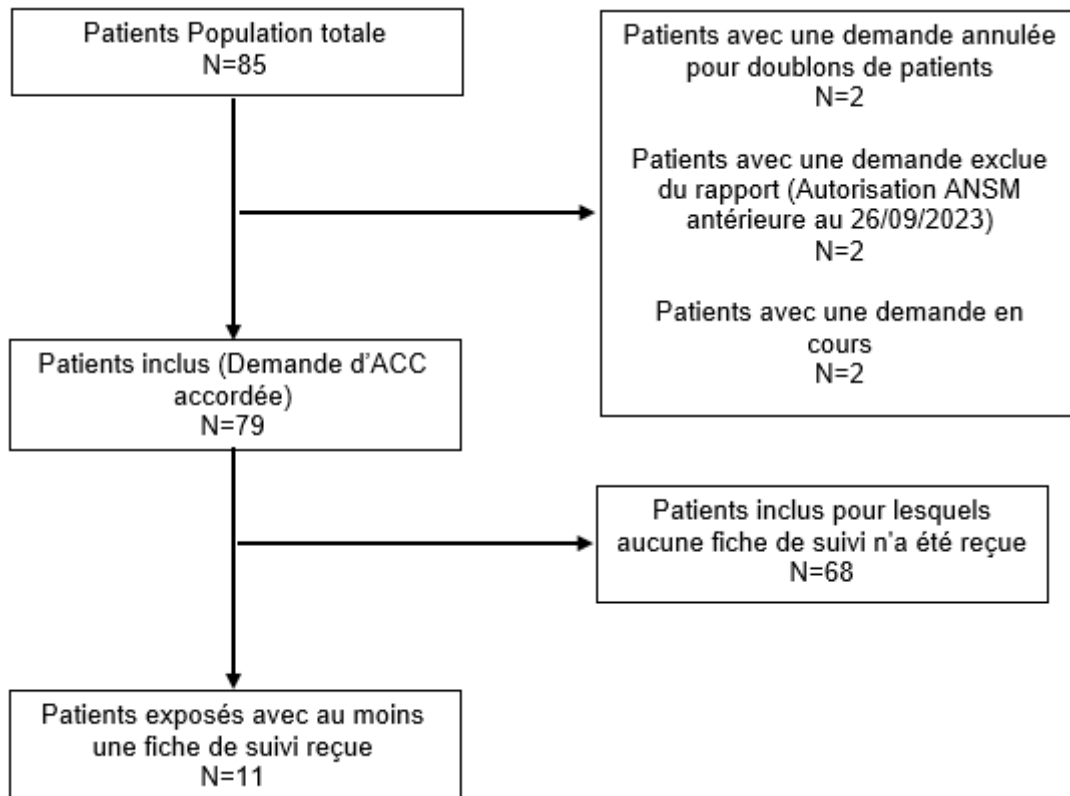 Patients Population totale
N=85
Patients avec une demande annulée
pour doublons de patients
N=2
Patients avec une demande exclue
du rapport (Autorisation ANSM
antérieure au 26/09/2023)
N=2
Patients avec une demande en
cours
N=2
Patients inclus (Demande d'ACC
accordée)
N=79
Patients inclus pour lesquels
aucune fiche de suivi n'a été reçue
N=68
Patients exposés avec au moins
une fiche de suivi reçue
N=11